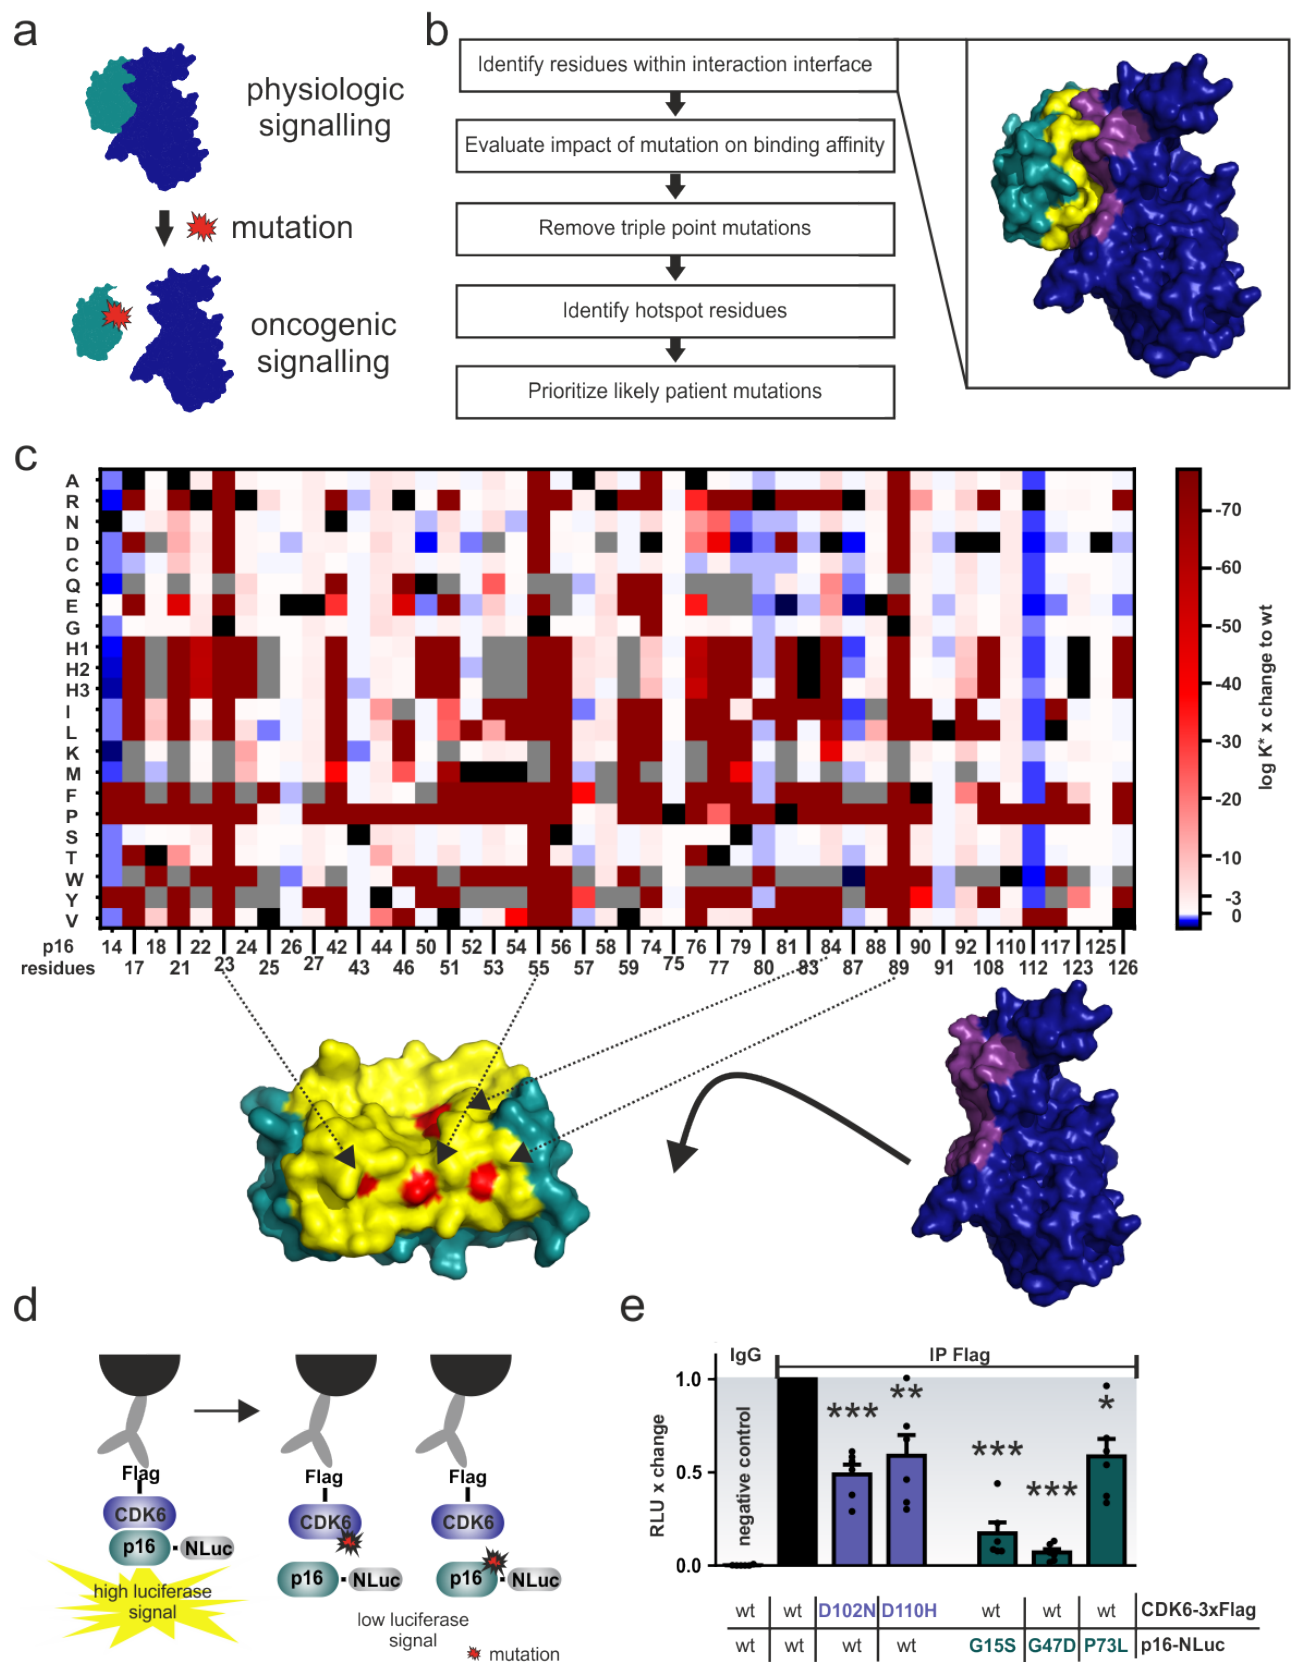 a
physiologic
signalling
mutation
oncogenic
signalling
b
Identify residues within interaction interface
Evaluate impact of mutation on binding affinity
Remove triple point mutations
Identify hotspot residues
Prioritize likely patient mutations
c
A
R
N
D
C
Q
E
G
H1
H2
H3
I
L
K
M
F
P
S
T
W
Y
V
p16 14 18 22 24 26 42 44 50 52 54 56 58 74 76 79 81 84 88 90 92 110 117 125
residues 17 21 23 25 27 43 46 51 53 55 57 59 75 77 80 83 87 89 91 108 112 123 126
-70
-60
-50
-40
-30
-20
-10
-3
0
log K* x change to wt
d
Flag
CDK6
p16
NLuc
high luciferase
signal
Flag
CDK6
p16
NLuc
Flag
CDK6
p16
NLuc
low luciferase
signal
mutation
e
IgG
IP Flag
RLU x change
1.0
0.5
0.0
negative control
***
**
***
***
*
wt wt D102N D110H wt wt wt CDK6-3xFlag
wt wt wt wt G15S G47D P73L p16-NLuc